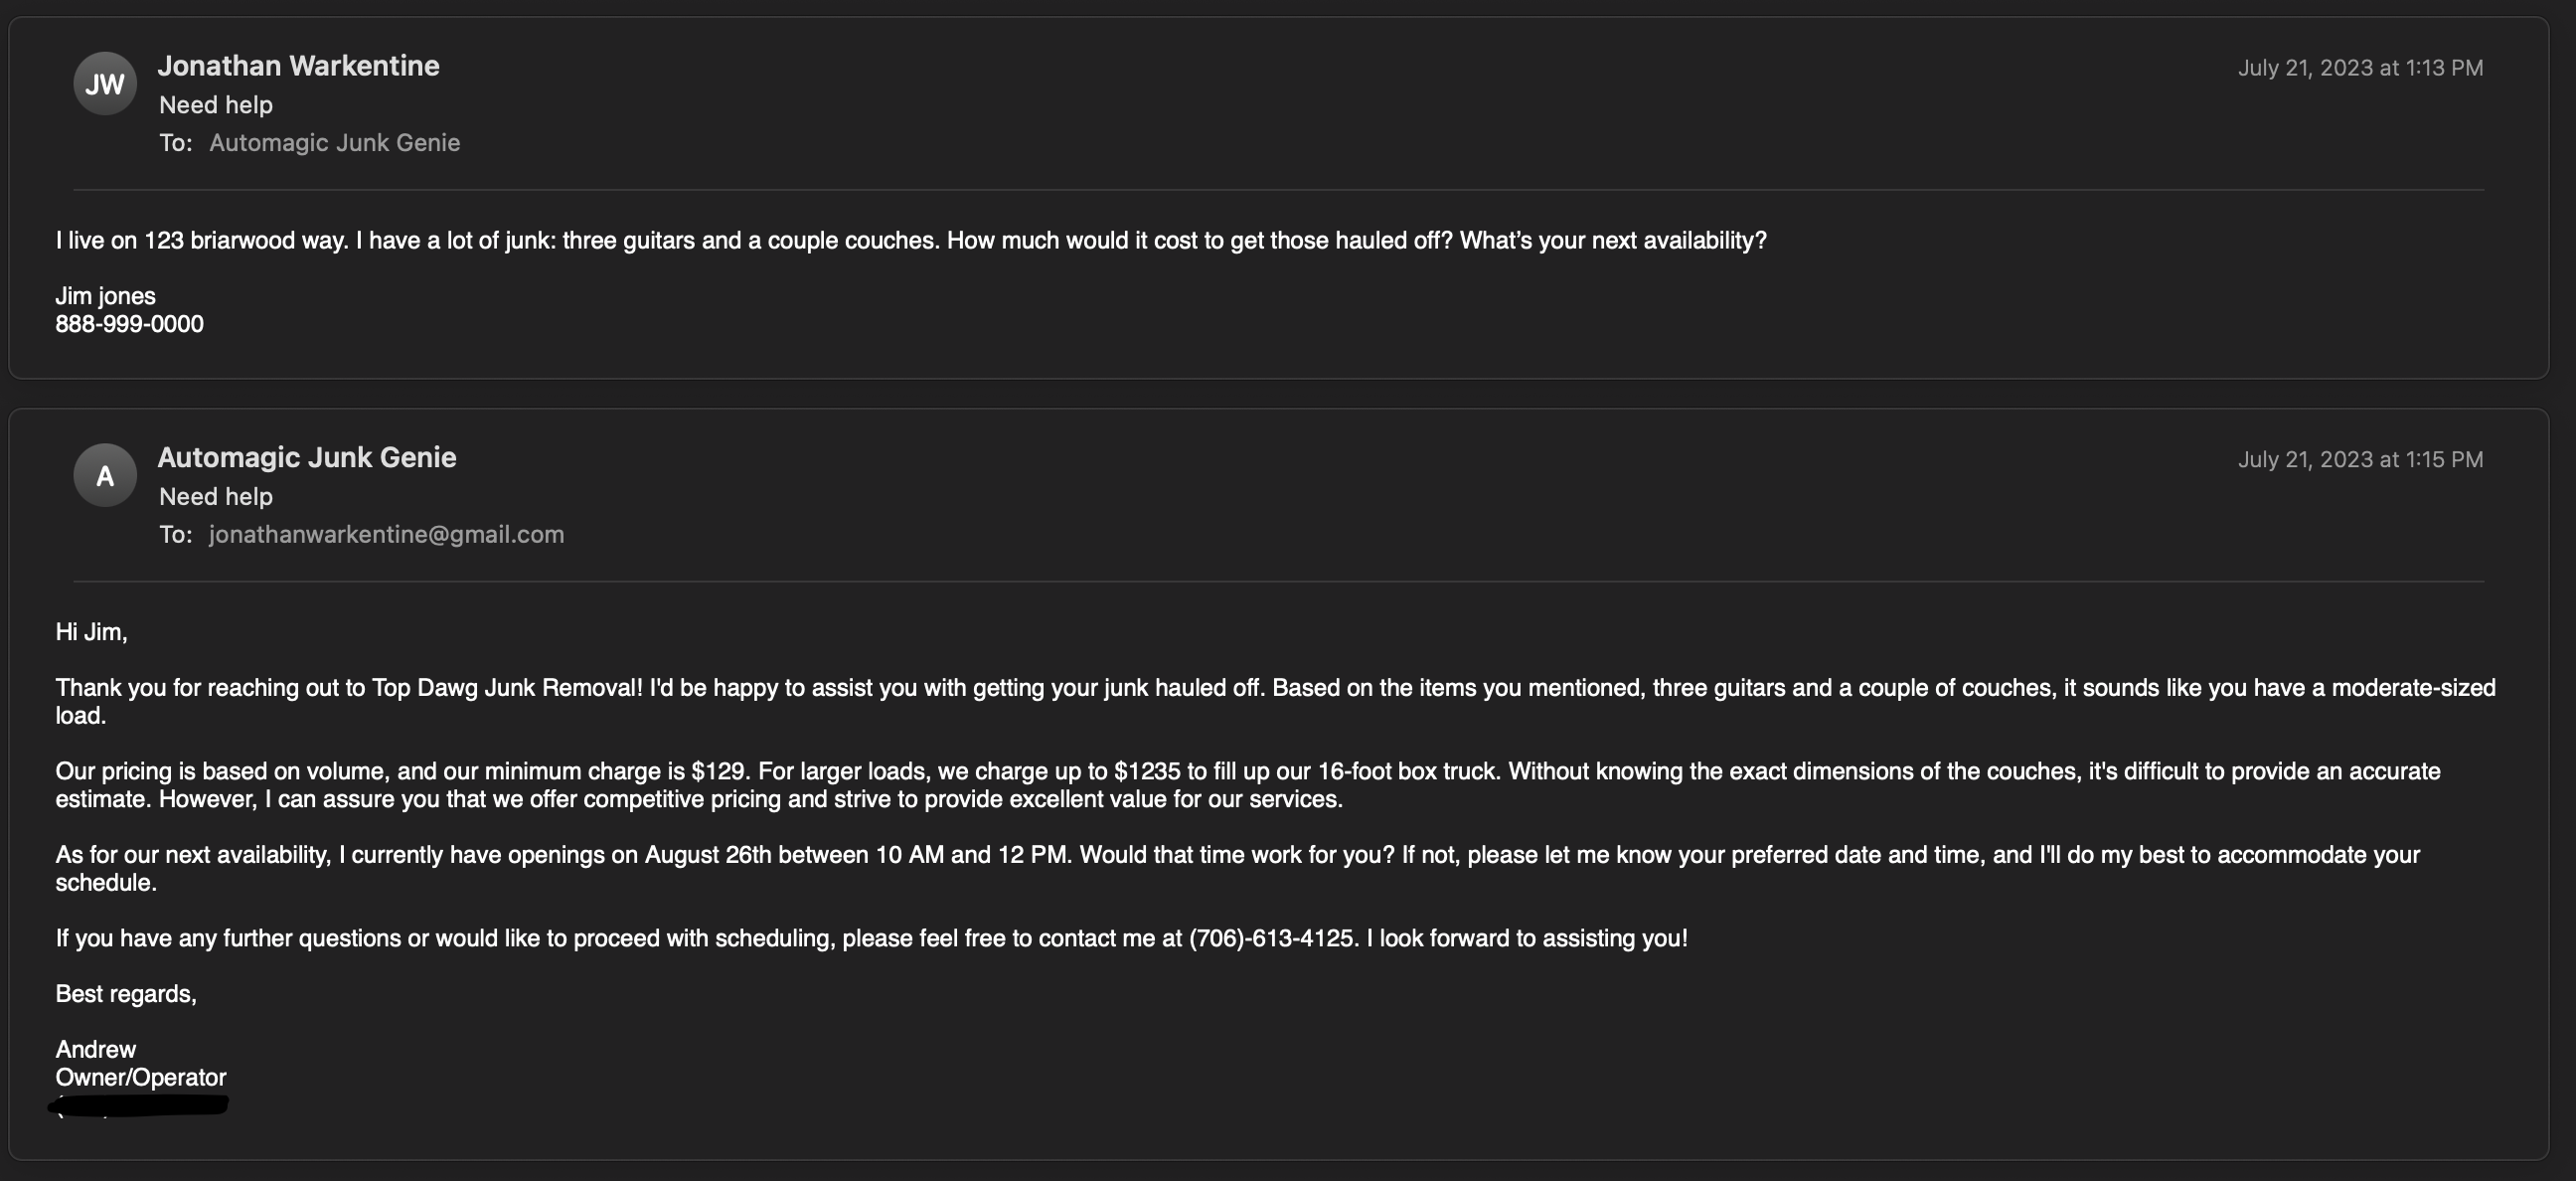 JW
Jonathan Warkentine
July 21, 2023 at 1:13 PM
Need help
To: Automagic Junk Genie
I live on 123 briarwood way. I have a lot of junk: three guitars and a couple couches. How much would it cost to get those hauled off? What’s your next availability?
Jim jones
888-999-0000
A
Automagic Junk Genie
July 21, 2023 at 1:15 PM
Need help
To: jonathanwarkentine@gmail.com
Hi Jim,
Thank you for reaching out to Top Dawg Junk Removal! I'd be happy to assist you with getting your junk hauled off. Based on the items you mentioned, three guitars and a couple of couches, it sounds like you have a moderate-sized
load.
Our pricing is based on volume, and our minimum charge is $129. For larger loads, we charge up to $1235 to fill up our 16-foot box truck. Without knowing the exact dimensions of the couches, it's difficult to provide an accurate
estimate. However, I can assure you that we offer competitive pricing and strive to provide excellent value for our services.
As for our next availability, I currently have openings on August 26th between 10 AM and 12 PM. Would that time work for you? If not, please let me know your preferred date and time, and I'll do my best to accommodate your
schedule.
If you have any further questions or would like to proceed with scheduling, please feel free to contact me at (706)-613-4125. I look forward to assisting you!
Best regards,
Andrew
Owner/Operator